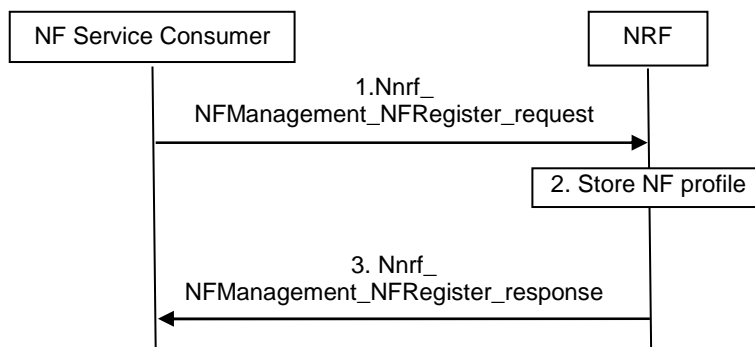 NF Service Consumer
NRF
1.Nnrf_
NFManagement_NFRegister_request
2. Store NF profile
3. Nnrf_
NFManagement_NFRegister_response